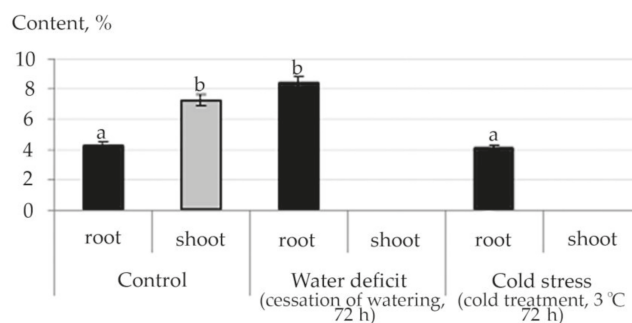 Content, %
10
8
6
4
2
0
a
b
b
a
root shoot root shoot root shoot
Control Water deficit Cold stress
(cessation of watering, (cold treatment, 3 °C
72 h) 72 h)